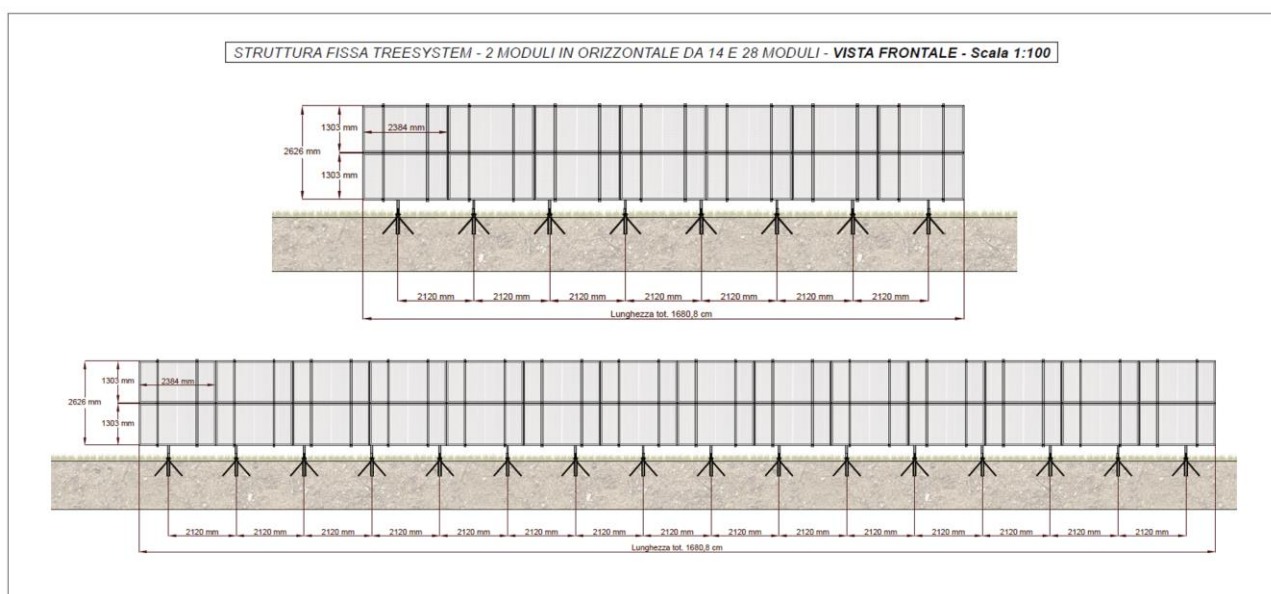 STRUTTURA FISSA TREESYSTEM - 2 MODULI IN ORIZZONTALE DA 14 E 28 MODULI - VISTA FRONTALE - Scala 1:100
1303 mm
2384 mm
2626 mm
1303 mm
2120 mm 2120 mm 2120 mm 2120 mm 2120 mm 2120 mm 2120 mm
Lunghezza tot. 1680,8 cm
1303 mm
2384 mm
2626 mm
1303 mm
2120 mm 2120 mm 2120 mm 2120 mm 2120 mm 2120 mm 2120 mm 2120 mm 2120 mm 2120 mm 2120 mm 2120 mm 2120 mm 2120 mm 2120 mm
Lunghezza tot. 1680,8 cm